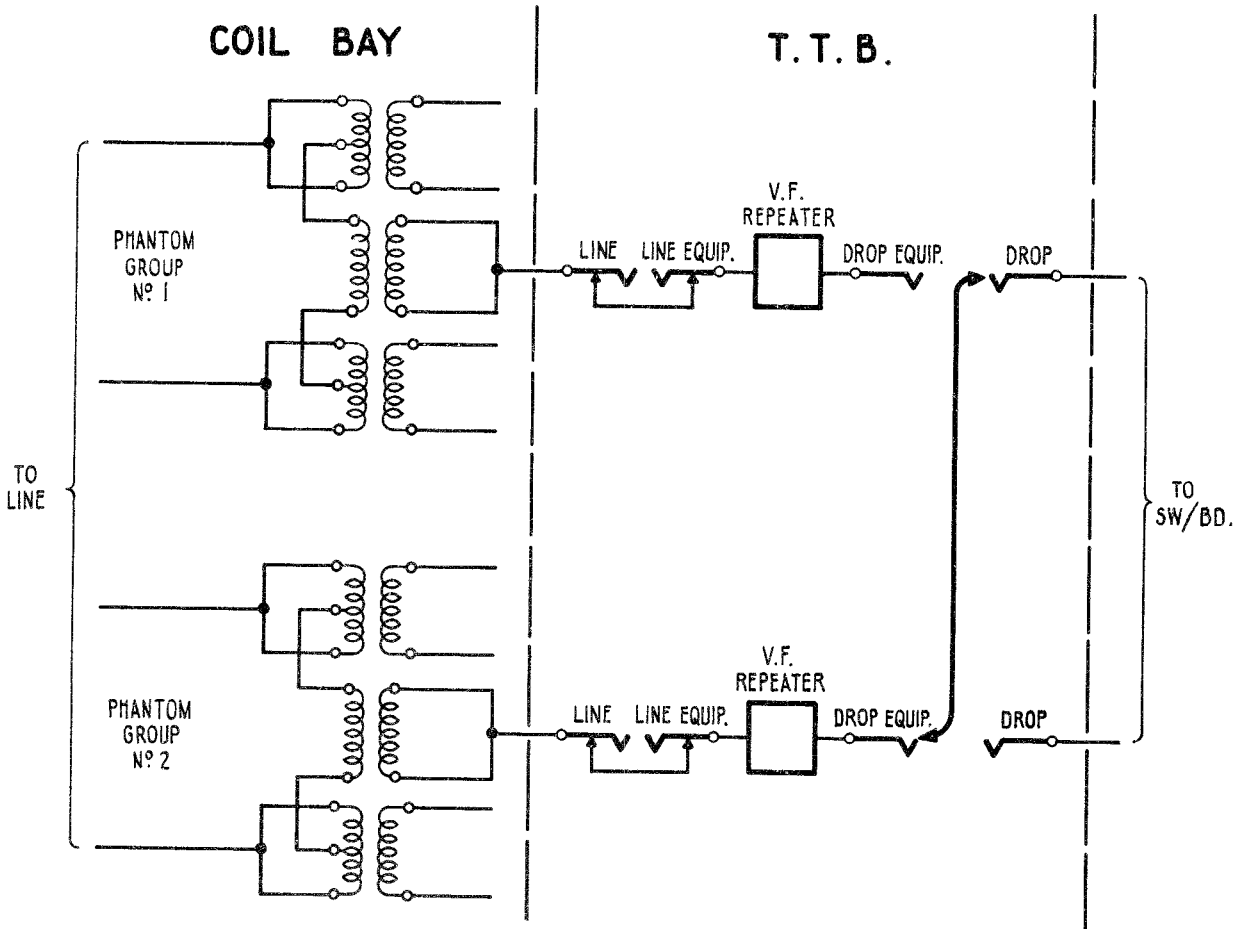 COIL BAY
T.T.B.
PHANTOM
GROUP
Nº 1
V.F.
REPEATER
LINE
LINE EQUIP.
DROP EQUIP.
DROP
TO
LINE
TO
SW/BD.
PHANTOM
GROUP
Nº 2
V.F.
REPEATER
LINE
LINE EQUIP.
DROP EQUIP.
DROP